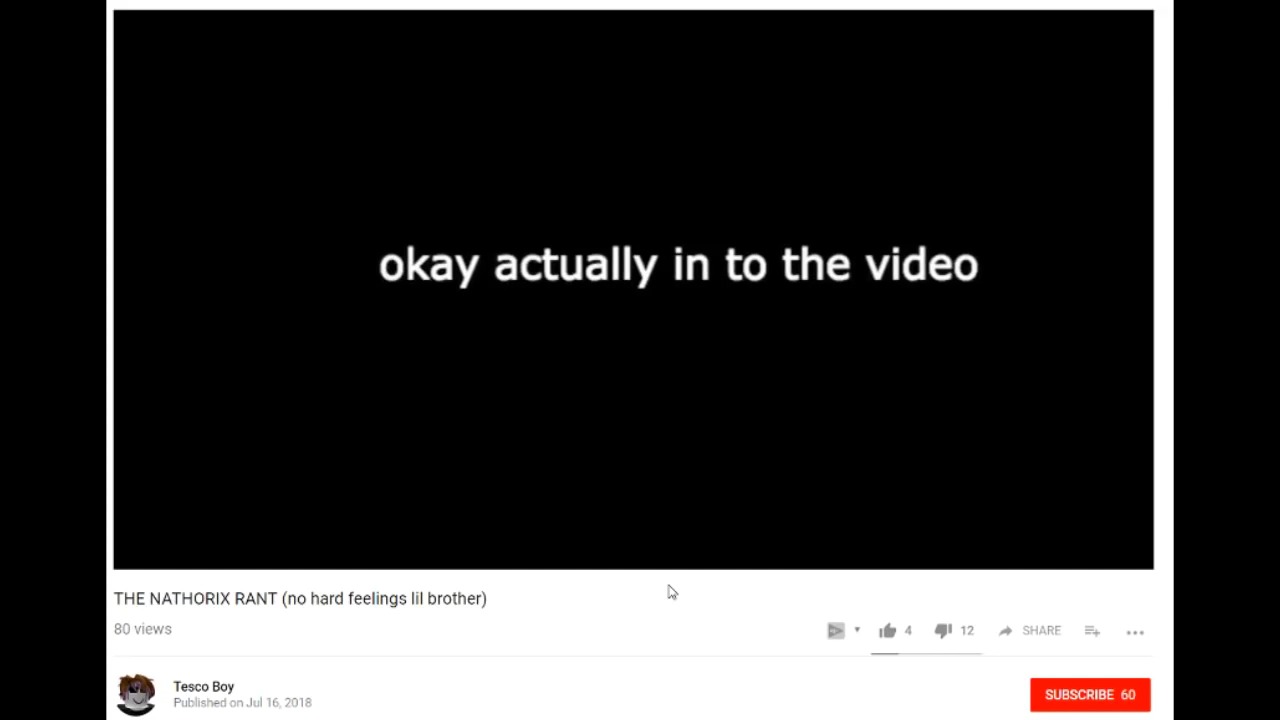 okay actually in to the video
THE NATHORIX RANT (no hard feelings lil brother)
80 views
4 12 SHARE
Tesco Boy
Published on Jul 16, 2018
SUBSCRIBE 60